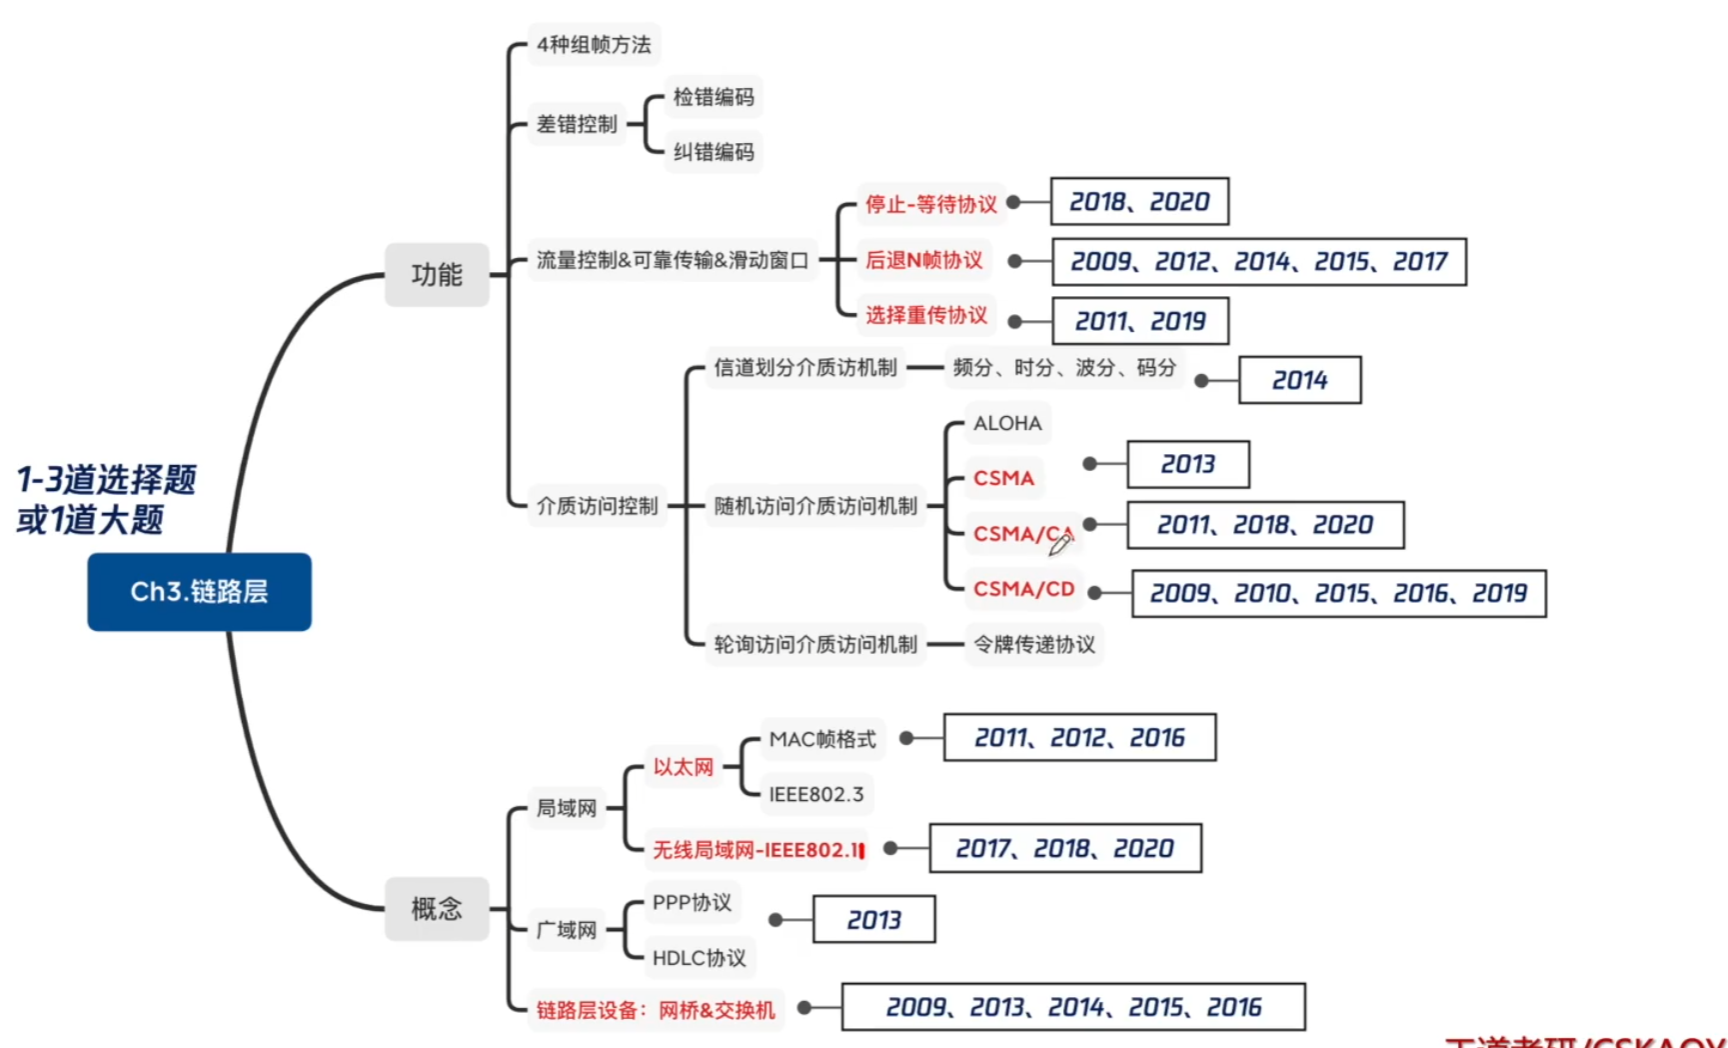 4种组帧方法
差错控制
检错编码
纠错编码
流量控制&可靠传输&滑动窗口
停止-等待协议
2018、2020
后退N帧协议
2009、2012、2014、2015、2017
选择重传协议
2011、2019
功能
信道划分介质访机制
频分、时分、波分、码分
2014
介质访问控制
随机访问介质访问机制
ALOHA
CSMA
2013
CSMA/CA
2011、2018、2020
CSMA/CD
2009、2010、2015、2016、2019
轮询访问介质访问机制
令牌传递协议
1-3道选择题
或1道大题
Ch3.链路层
概念
局域网
以太网
MAC帧格式
2011、2012、2016
IEEE802.3
无线局域网-IEEE802.11
2017、2018、2020
广域网
PPP协议
2013
HDLC协议
链路层设备：网桥&交换机
2009、2013、2014、2015、2016
王道考研/CSKAOY